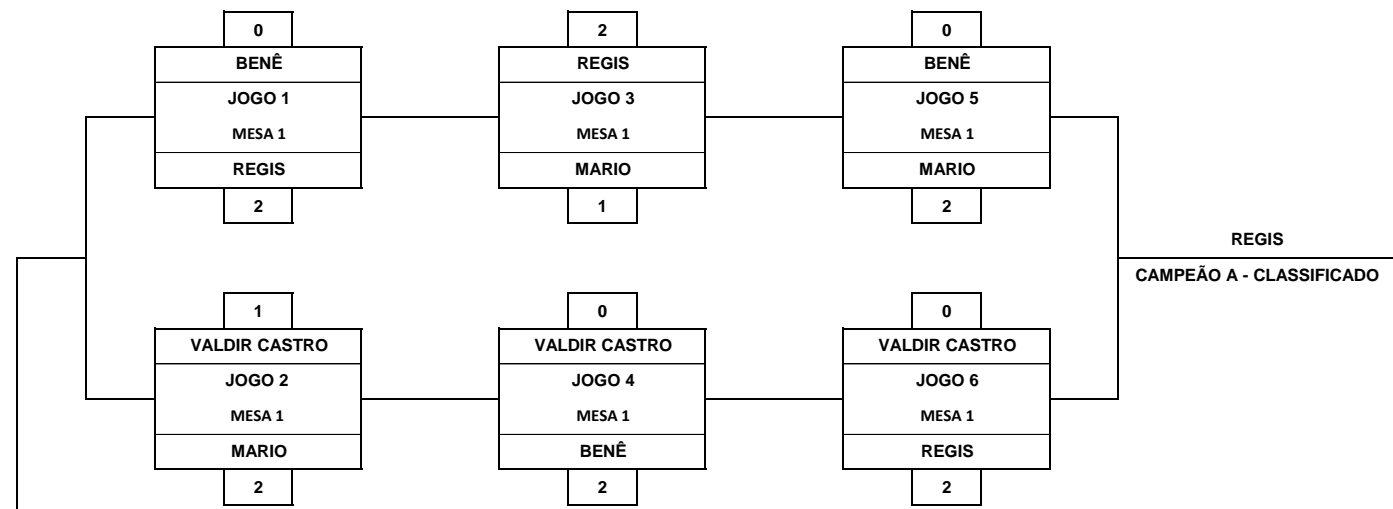 0
BENÊ
JOGO 1
MESA 1
REGIS
2
2
REGIS
JOGO 3
MESA 1
MARIO
1
0
BENÊ
JOGO 5
MESA 1
MARIO
2
REGIS
CAMPEÃO A - CLASSIFICADO
1
VALDIR CASTRO
JOGO 2
MESA 1
MARIO
2
0
VALDIR CASTRO
JOGO 4
MESA 1
BENÊ
2
0
VALDIR CASTRO
JOGO 6
MESA 1
REGIS
2